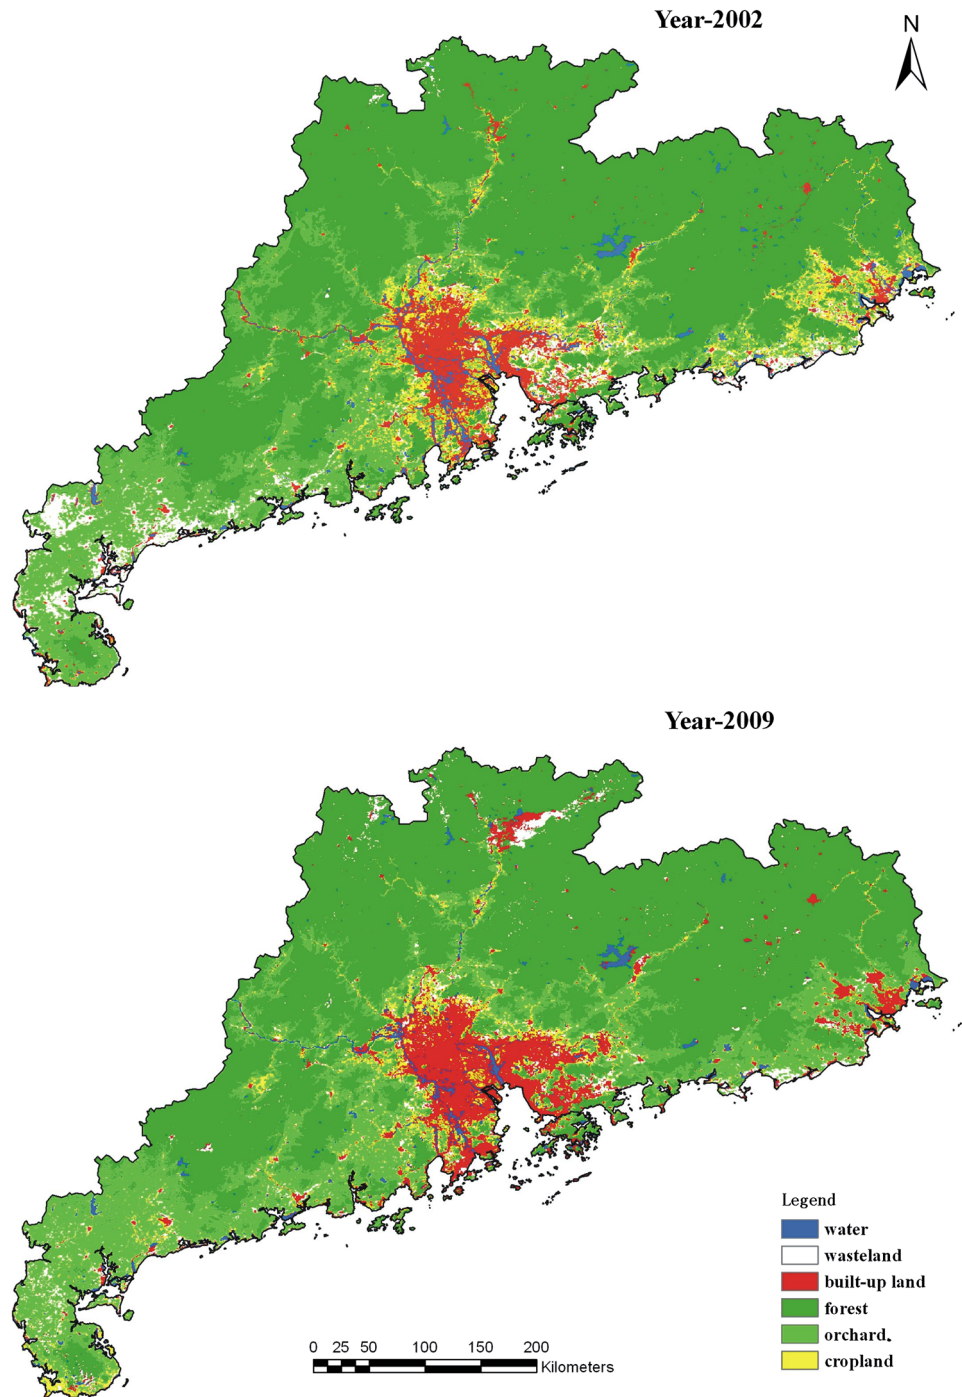 Year-2002
N
Year-2009
Legend
water
wasteland
built-up land
forest
orchard.
cropland
0 25 50 100 150 200
Kilometers